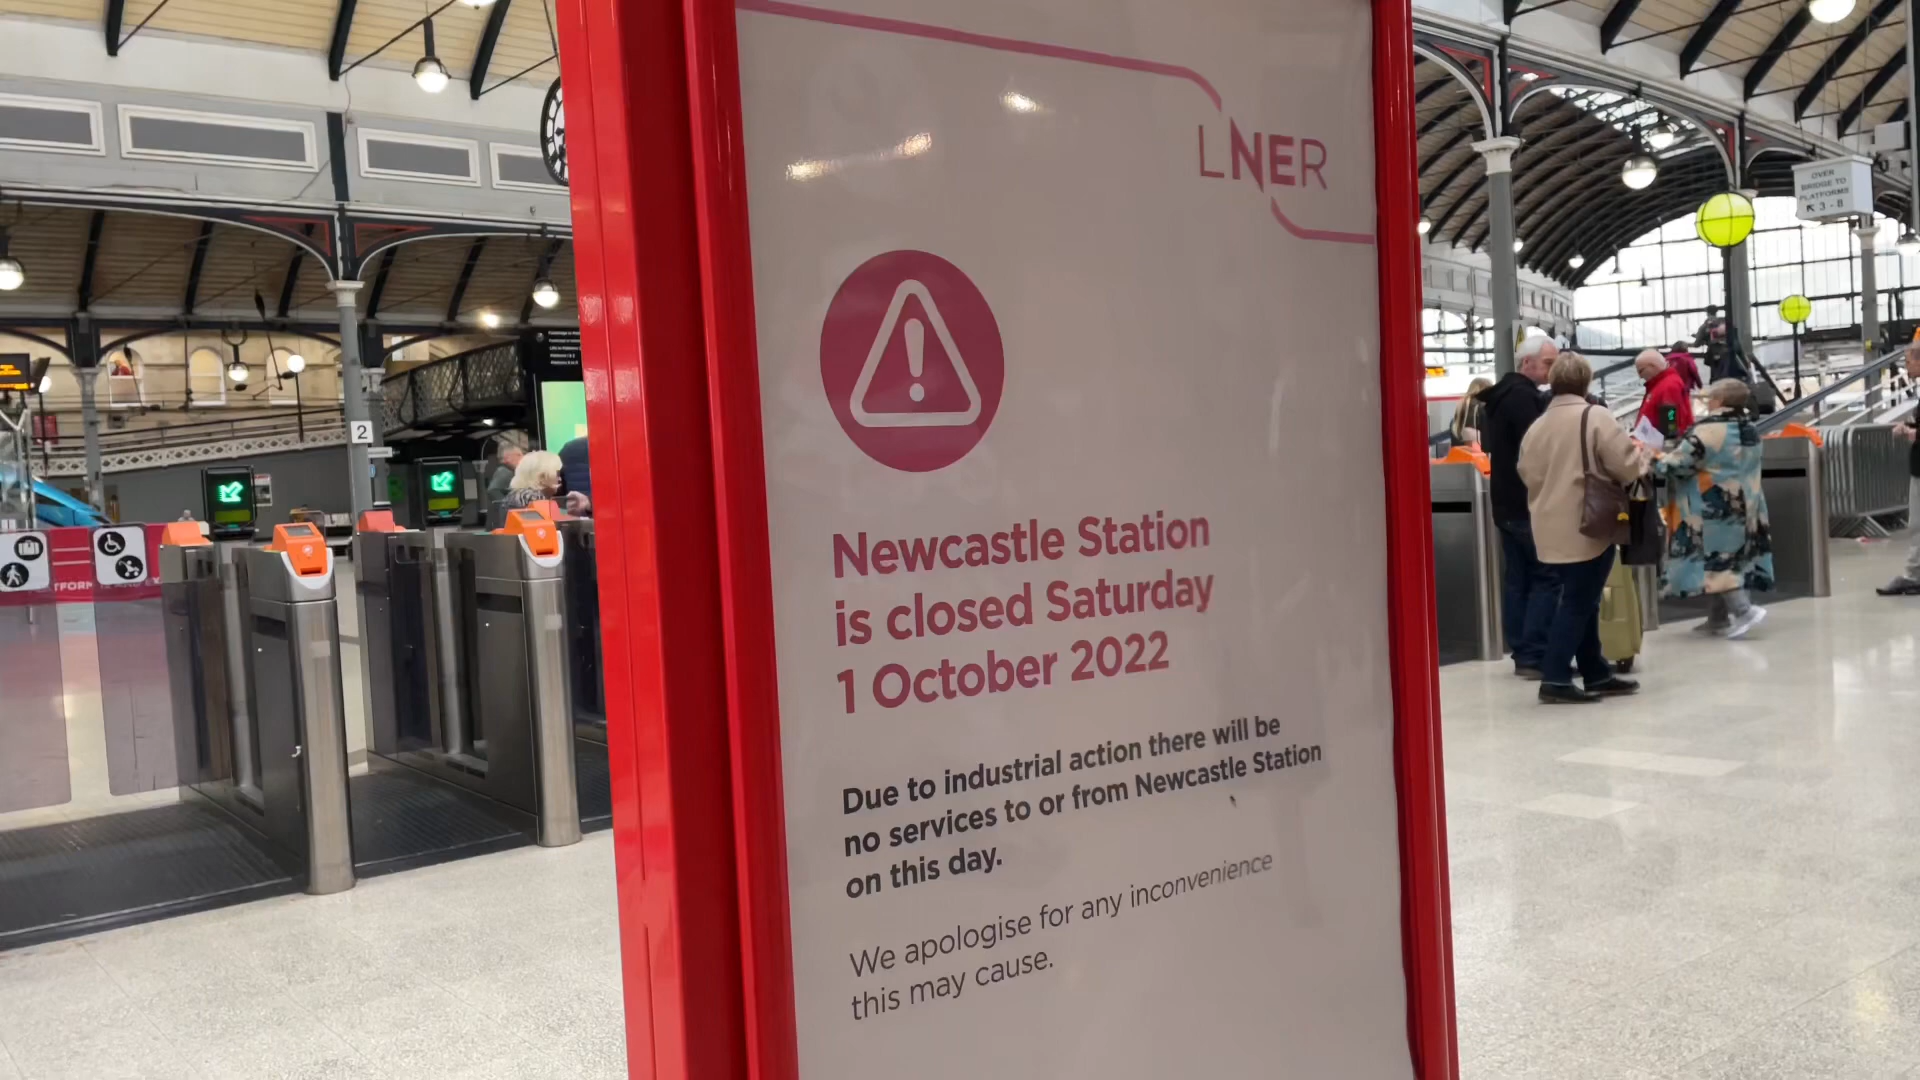 LNER
Newcastle Station
is closed Saturday
1 October 2022
Due to industrial action there will be
no services to or from Newcastle Station
on this day.
We apologise for any inconvenience
this may cause.
OVER
BRIDGE TO
PLATFORMS
3 - 8
2